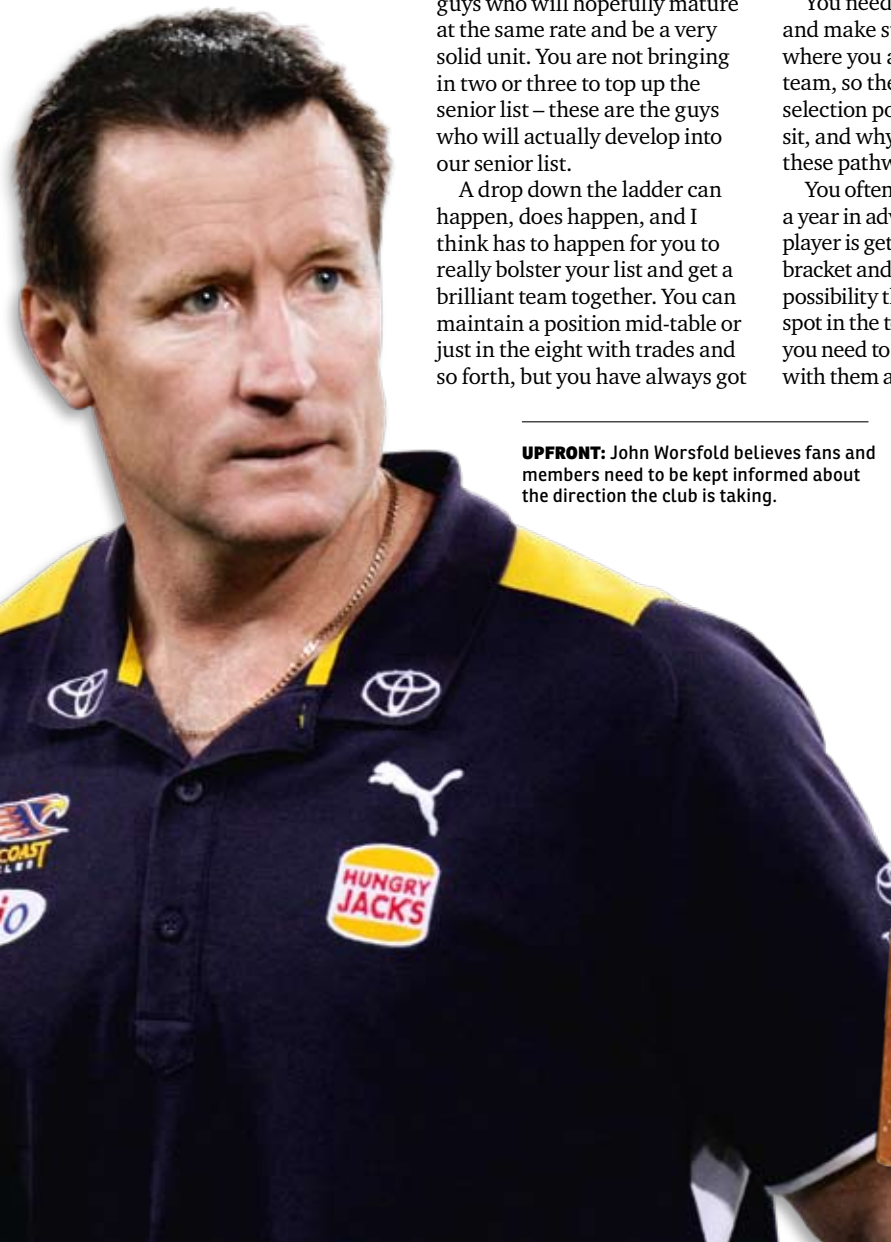 guys who will hopefully mature
at the same rate and be a very
solid unit. You are not bringing
in two or three to top up the
senior list – these are the guys
who will actually develop into
our senior list.
A drop down the ladder can
happen, does happen, and I
think has to happen for you to
really bolster your list and get a
brilliant team together. You can
maintain a position mid-table or
just in the eight with trades and
so forth, but you have always got
You need
and make
where you
team, so
selection
sit, and why
these
You often
a year in
player is
bracket and
possibility
spot in the
you need to
with them
UPFRONT: John Worsfold believes fans and
members need to be kept informed about
the direction the club is taking.
COAST
HUNGRY
JACK'S